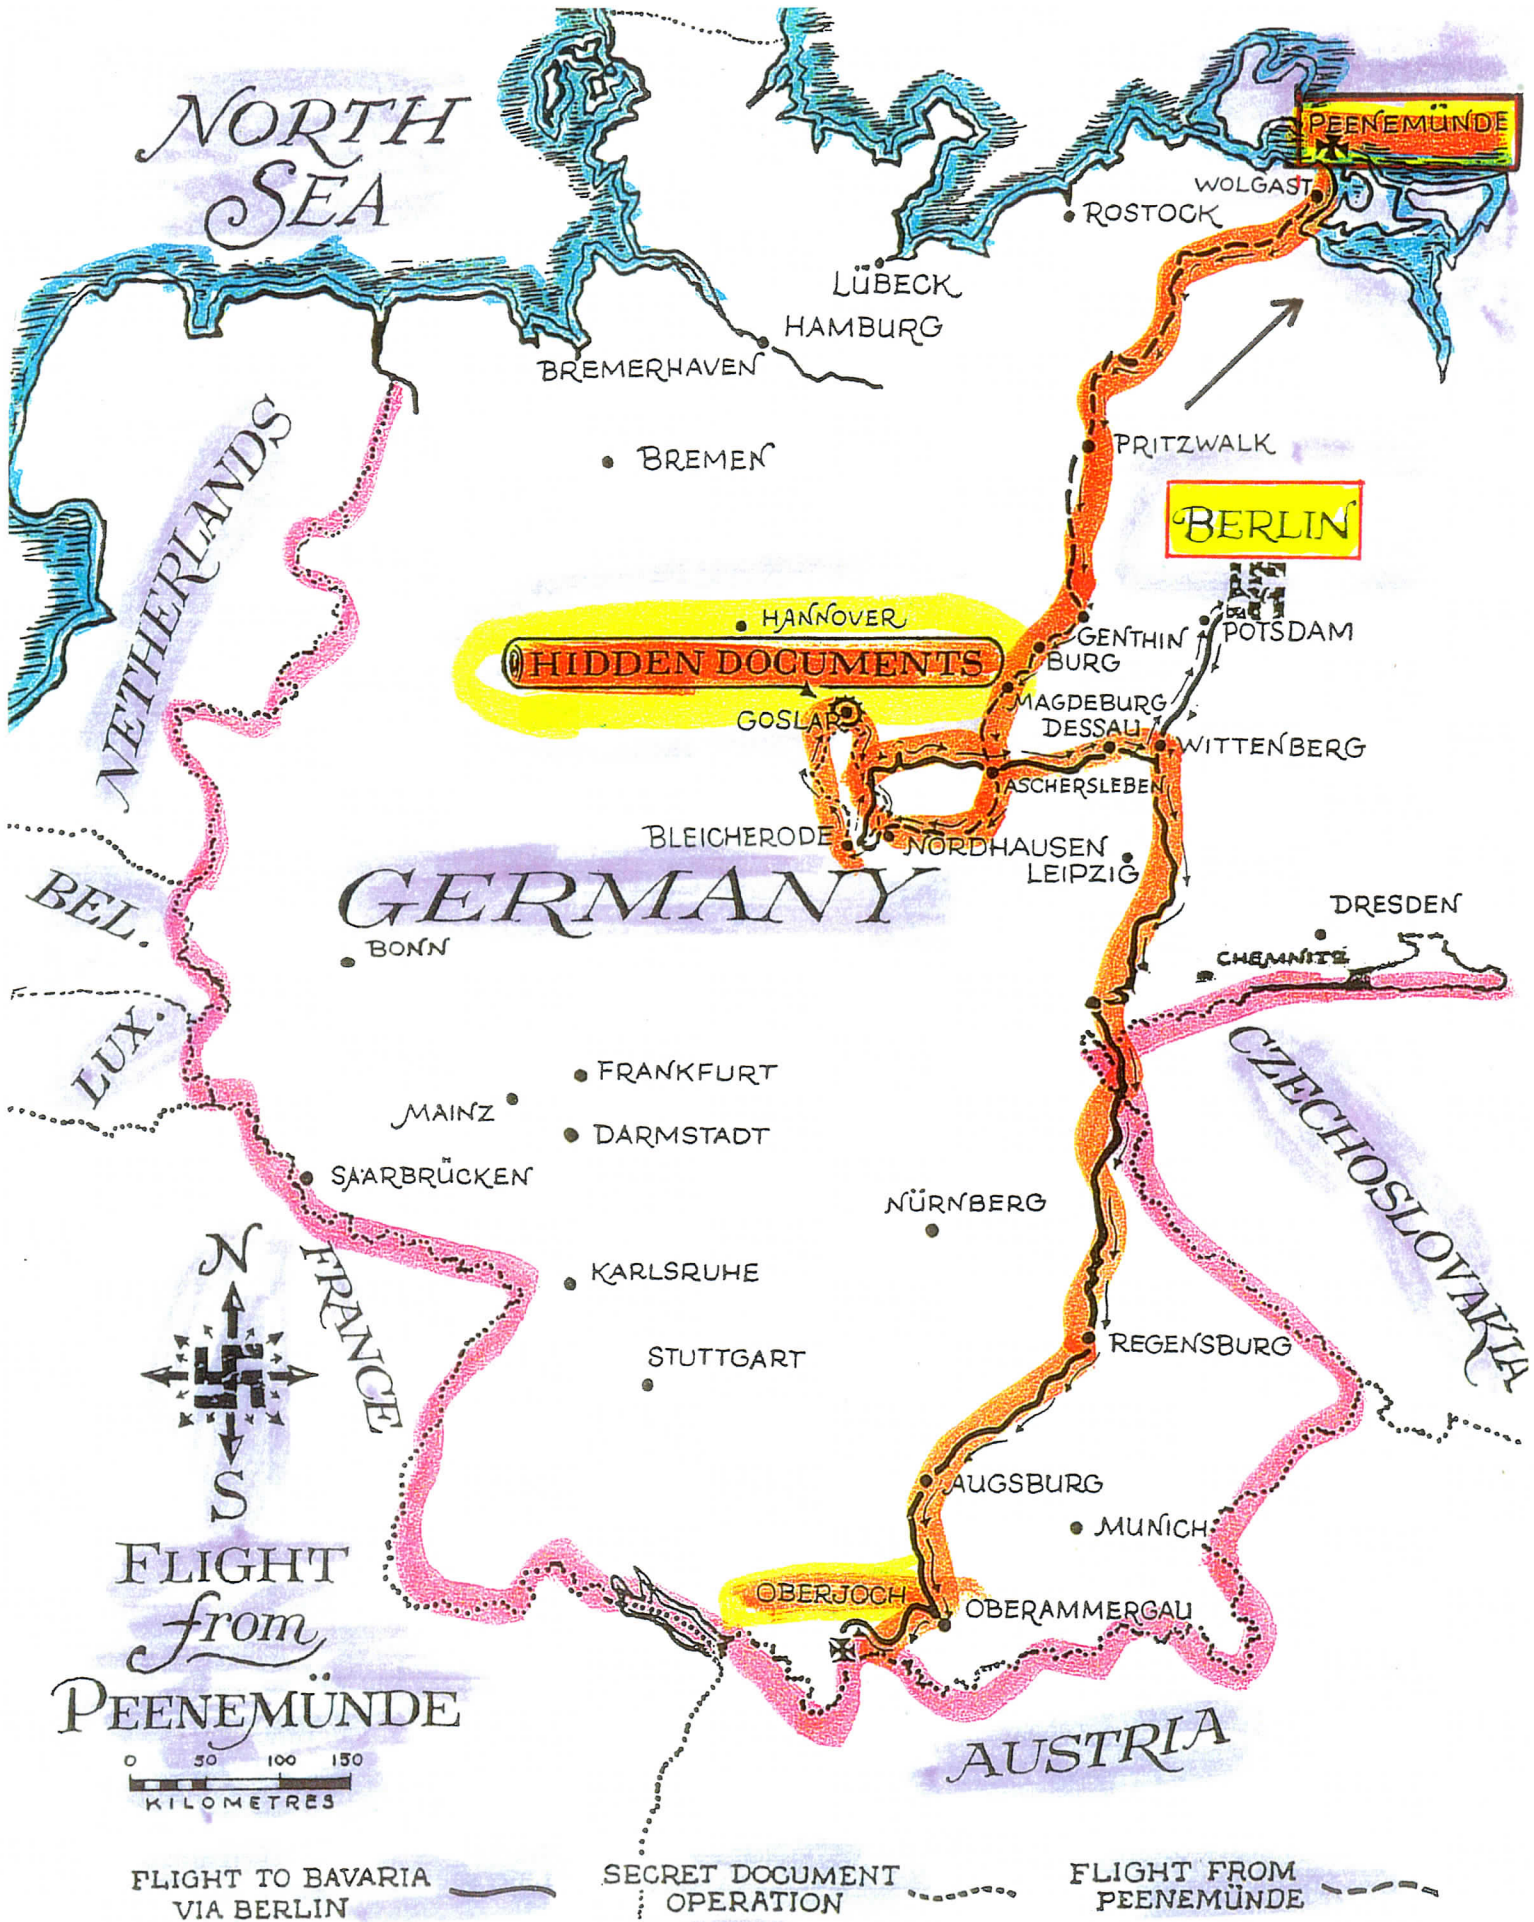 NORTH
SEA
PEENEMÜNDE
WOLGAST
ROSTOCK
LÜBECK
HAMBURG
BREMERHAVEN
BREMEN
PRITZWALK
NETHERLANDS
BERLIN
HANNOVER
HIDDEN DOCUMENTS
GENTHIN
POTSDAM
BURG
MAGDEBURG
GOSLAR
DESSAU
WITTENBERG
ASCHERSLEBEN
BLEICHERODE
NORDHAUSEN
LEIPZIG
BEL.
GERMANY
DRESDEN
BONN
CHEMNITZ
LUX.
CZECHOSLOVAKIA
FRANKFURT
MAINZ
DARMSTADT
SAARBRÜCKEN
NÜRNBERG
N
FRANCE
KARLSRUHE
REGENSBURG
STUTTGART
S
AUGSBURG
MUNICH
OBERJOCH
OBERAMMERGAU
FLIGHT
from
PEENEMÜNDE
AUSTRIA
0 50 100 150
KILOMETRES
FLIGHT TO BAVARIA
VIA BERLIN
SECRET DOCUMENT
OPERATION
FLIGHT FROM
PEENEMÜNDE